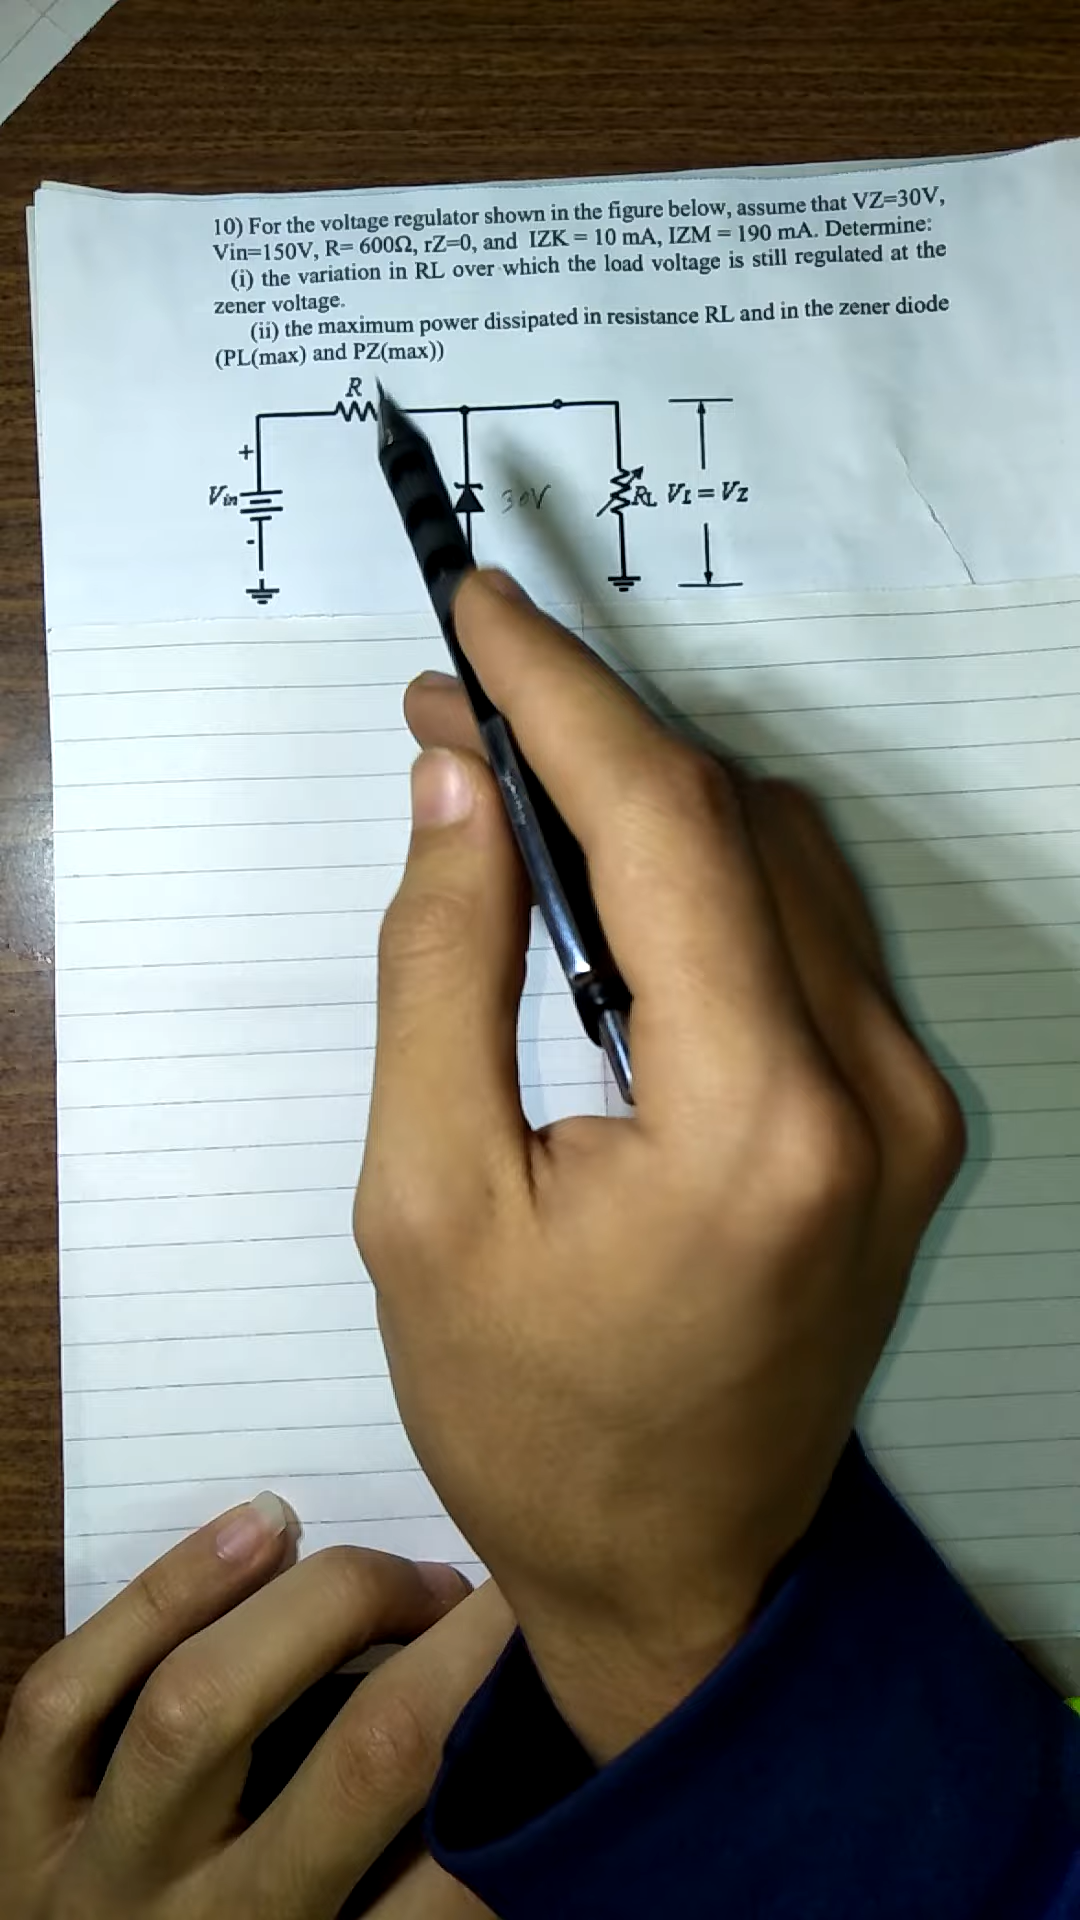 10) For the voltage regulator shown in the figure below, assume that VZ=30V,
Vin=150V, R= 600Ω, rZ=0, and IZK = 10 mA, IZM = 190 mA. Determine:
(i) the variation in RL over which the load voltage is still regulated at the
zener voltage.
(ii) the maximum power dissipated in resistance RL and in the zener diode
(PL(max) and PZ(max))
R
+
Vin
-
30V
RL VL = VZ